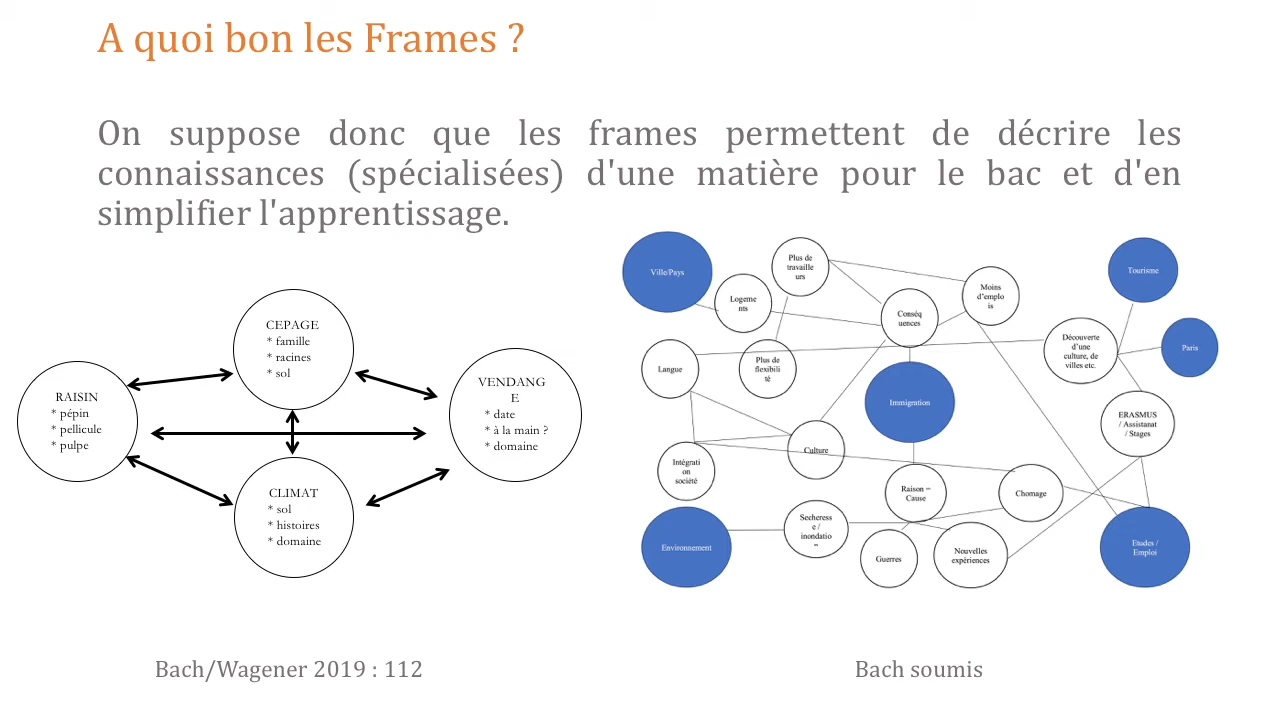 A quoi bon les Frames ?
On suppose donc que les frames permettent de décrire les
connaissances (spécialisées) d'une matière pour le bac et d'en
simplifier l'apprentissage.
CEPAGE
* famille
* racines
* sol
RAISIN
* pépin
* pellicule
* pulpe
VENDANG
E
* date
* à la main ?
* domaine
CLIMAT
* sol
* histoires
* domaine
Ville/Pays
Plus de
travaille
urs
Logeme
nts
Moins
d'emplo
is
Conséq
uences
Tourisme
Découverte
d'une
culture, de
villes etc.
Paris
Langue
Plus de
flexibili
té
Immigration
ERASMUS
/ Assistanat
/ Stages
Culture
Intégrati
on
société
Raison =
Cause
Chomage
Secheress
e /
inondatio
n
Environnement
Guerres
Nouvelles
expériences
Etudes /
Emploi
Bach/Wagener 2019 : 112
Bach soumis